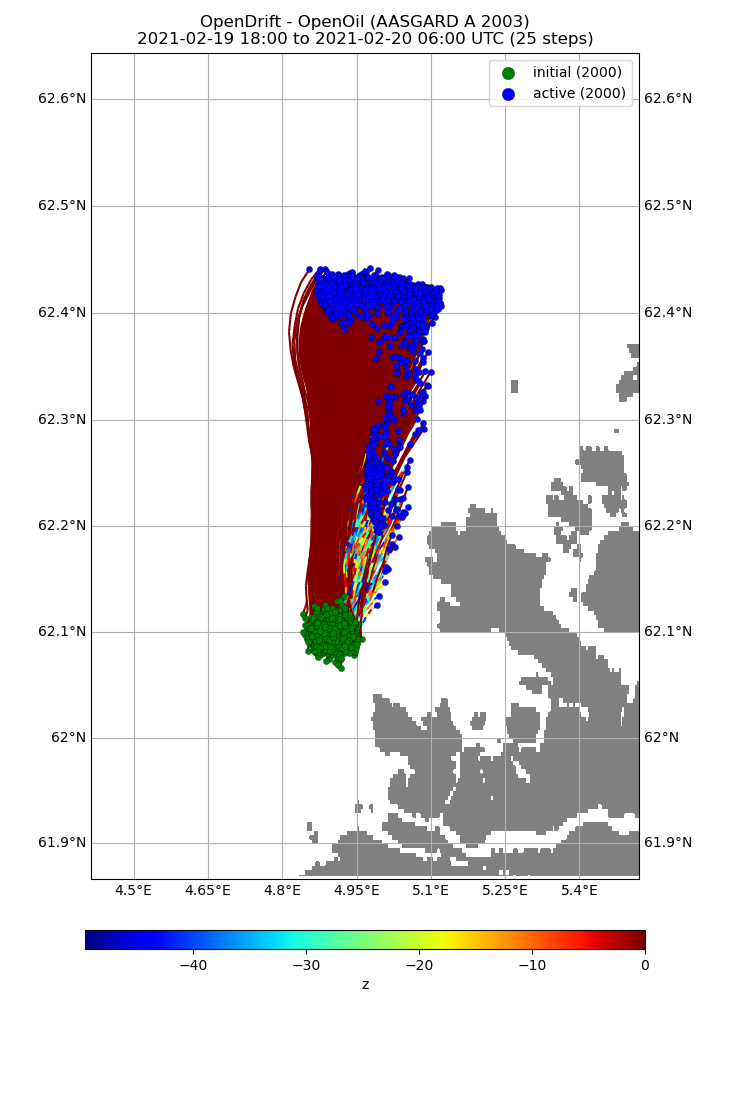 OpenDrift - OpenOil (AASGARD A 2003)
2021-02-19 18:00 to 2021-02-20 06:00 UTC (25 steps)
initial (2000)
active (2000)
62.6°N 62.6°N
62.5°N 62.5°N
62.4°N 62.4°N
62.3°N 62.3°N
62.2°N 62.2°N
62.1°N 62.1°N
62°N 62°N
61.9°N 61.9°N
4.5°E 4.65°E 4.8°E 4.95°E 5.1°E 5.25°E 5.4°E
−40 −30 −20 −10 0
z